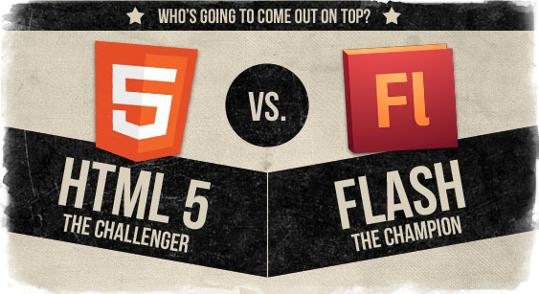 WHO'S GOING TO COME OUT ON TOP?
5
VS.
Fl
HTML 5
THE CHALLENGER
FLASH
THE CHAMPION